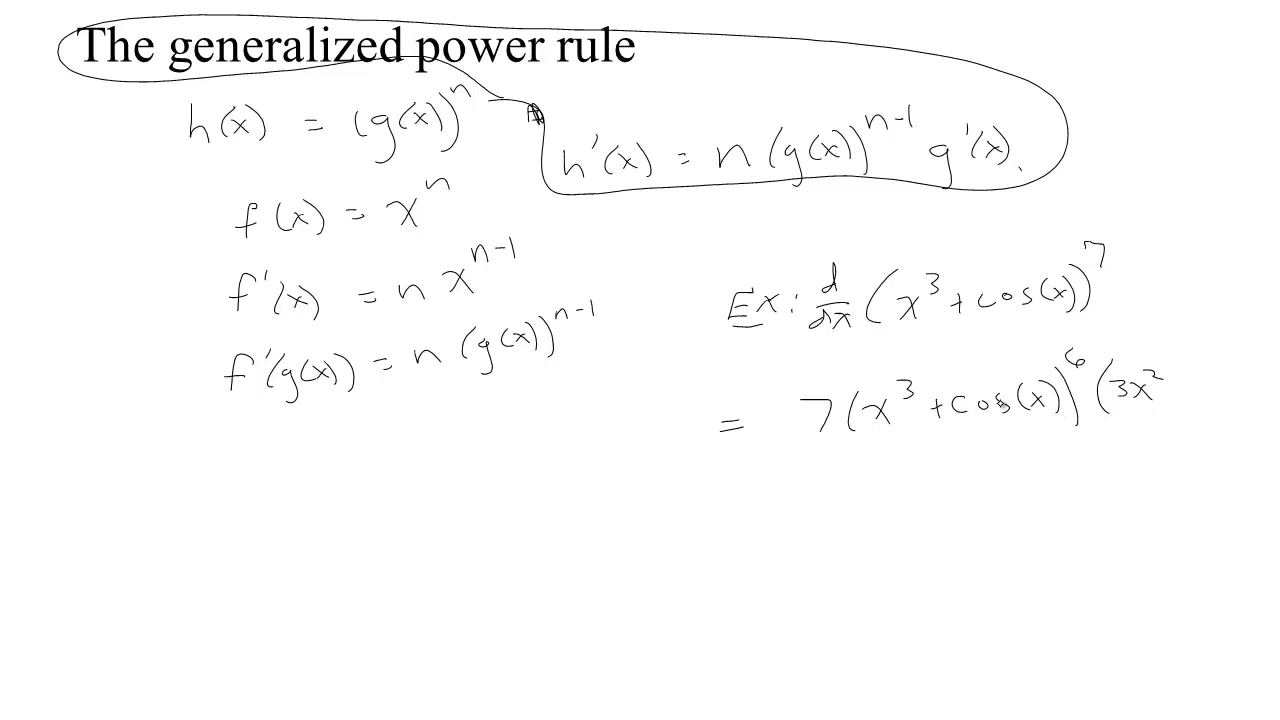 The generalized power rule
h(x) = (g(x))^n
h'(x) = n (g(x))^{n-1} g'(x).
f(x) = x^n
f'(x) = n x^{n-1}
f'(g(x)) = n (g(x))^{n-1}
Ex: d/dx (x^3 + cos(x))^7
= 7 (x^3 + cos(x))^6 (3x^2